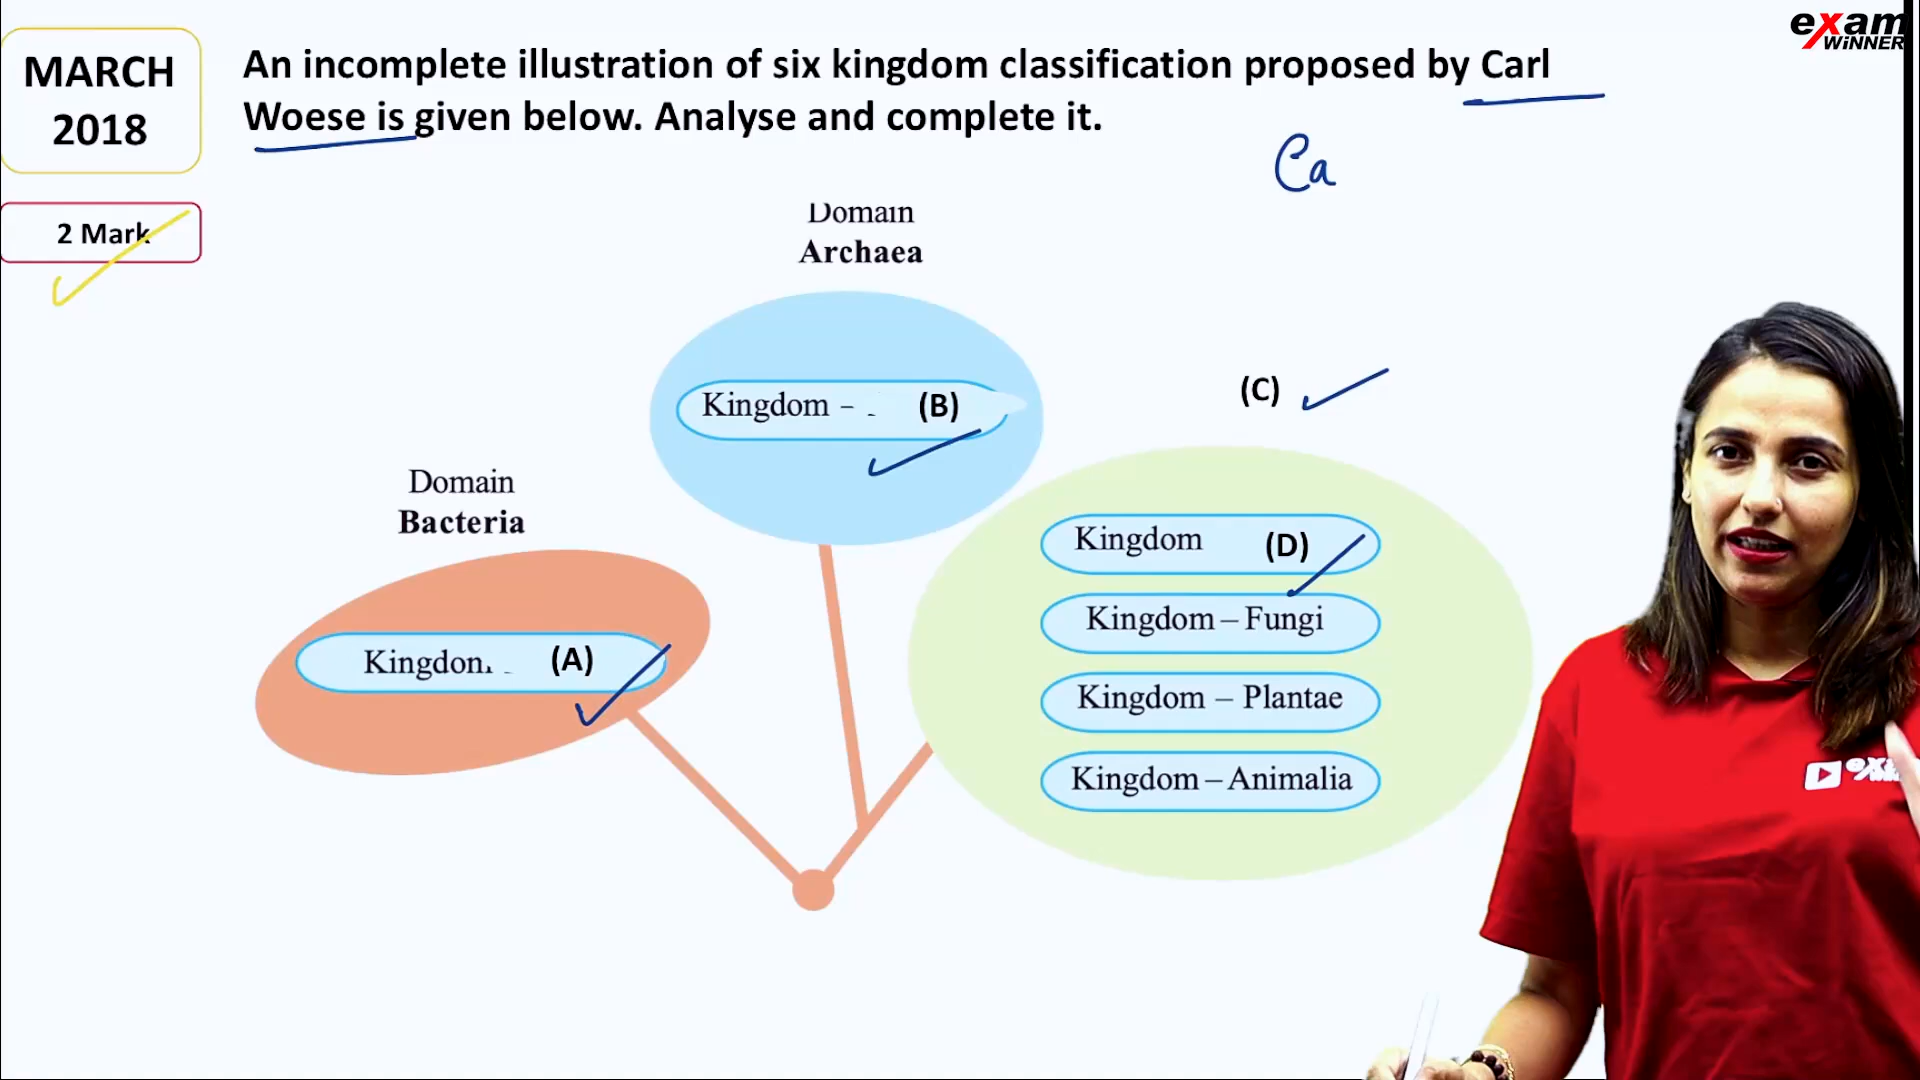 exam
WiNNER
MARCH
2018
An incomplete illustration of six kingdom classification proposed by Carl
Woese is given below. Analyse and complete it.
Ca
2 Mark
Domain
Archaea
Kingdom – (B)
(C)
Domain
Bacteria
Kingdom (D)
Kingdom – Fungi
Kingdom (A)
Kingdom – Plantae
Kingdom – Animalia